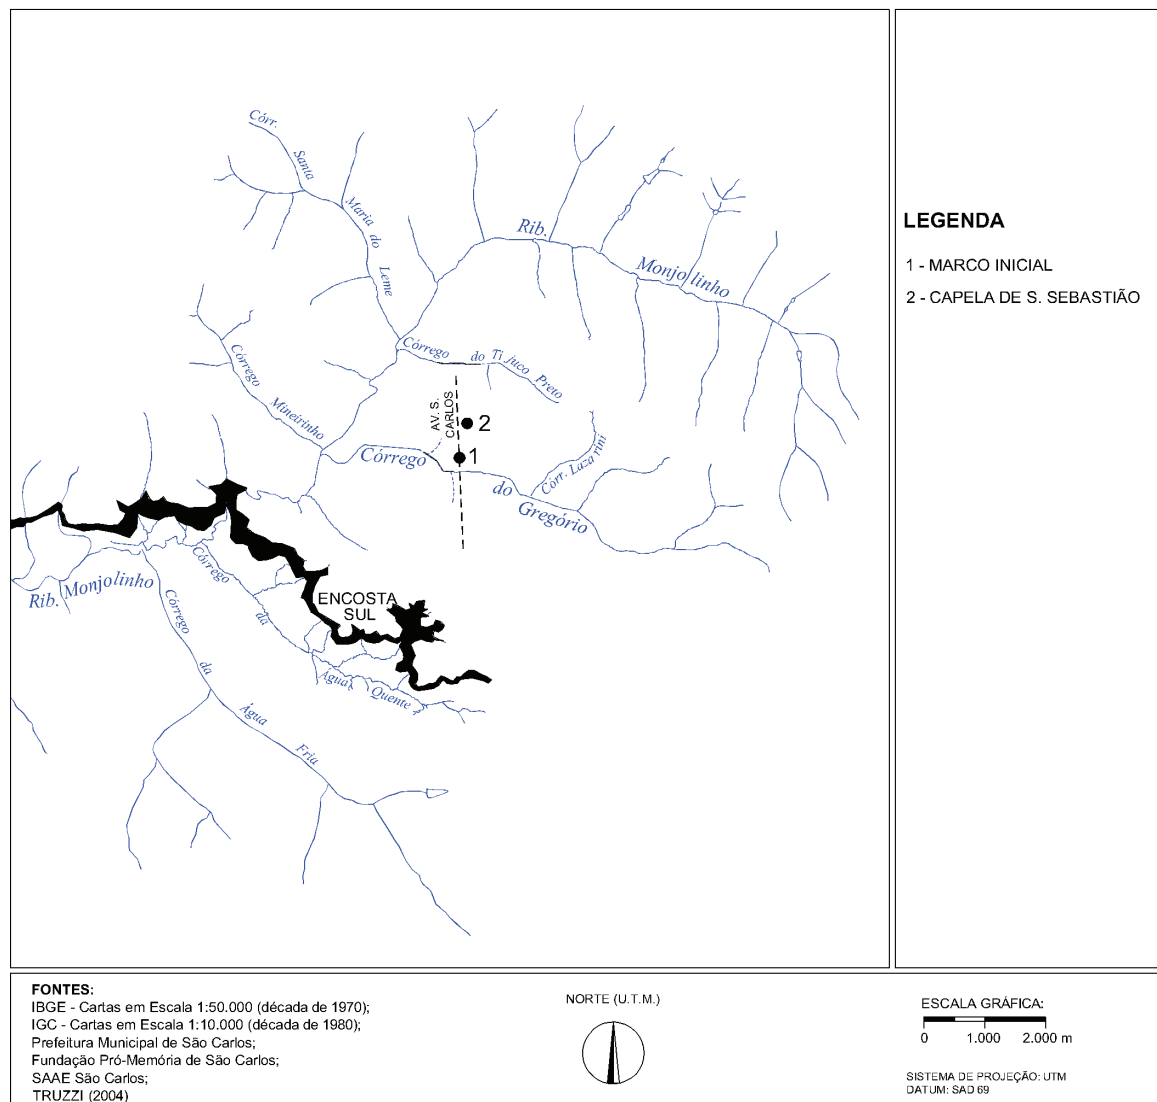 Córr.
Santa
Maria do
Leme
Rib.
Monjolinho
Córrego do Tijuco Preto
Córrego
Mineirinho
AV. S.
CARLOS
2
1
Córrego
do
Gregório
Córr. Lazarini
Rib. Monjolinho
Córrego
da
Água
Quente
ENCOSTA
SUL
Córrego
da
Água
Fria
LEGENDA
1 - MARCO INICIAL
2 - CAPELA DE S. SEBASTIÃO
FONTES:
IBGE - Cartas em Escala 1:50.000 (década de 1970);
IGC - Cartas em Escala 1:10.000 (década de 1980);
Prefeitura Municipal de São Carlos;
Fundação Pró-Memória de São Carlos;
SAAE São Carlos;
TRUZZI (2004)
NORTE (U.T.M.)
ESCALA GRÁFICA:
0 1.000 2.000 m
SISTEMA DE PROJEÇÃO: UTM
DATUM: SAD 69